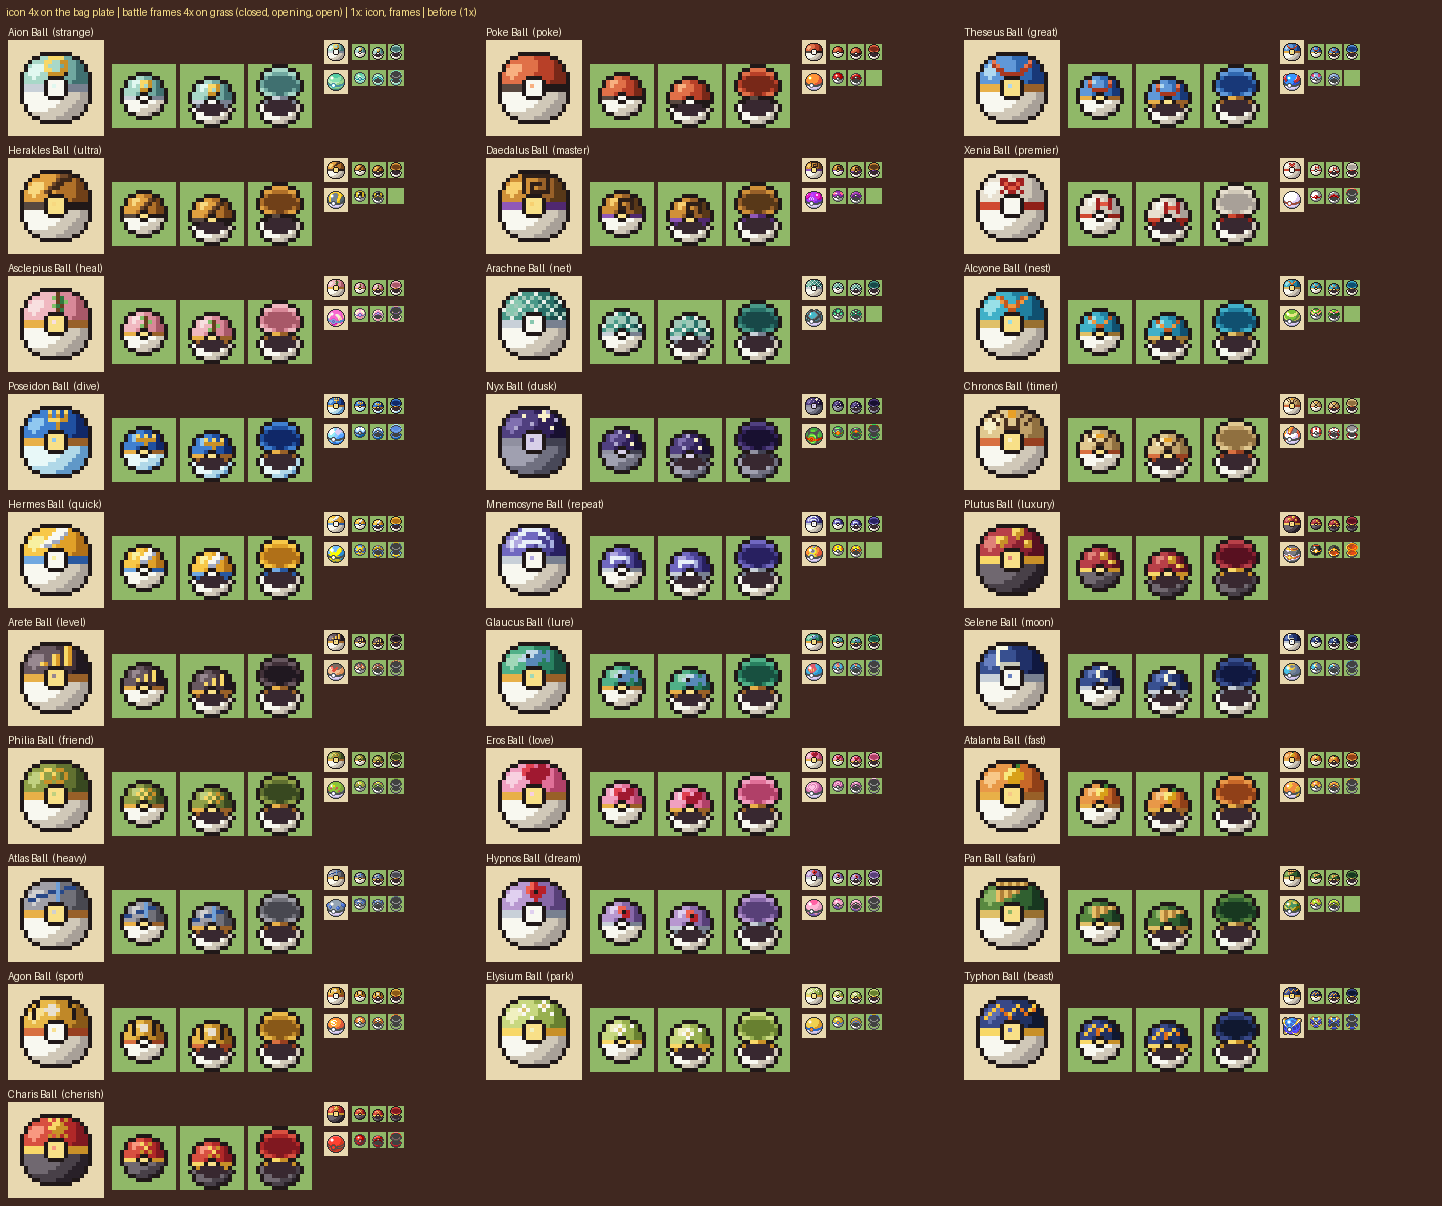 icon 4x on the bag plate | battle frames 4x on grass (closed, opening, open) | 1x: icon, frames | before (1x)
Aion Ball (strange)
Poke Ball (poke)
Theseus Ball (great)
Herakles Ball (ultra)
Daedalus Ball (master)
Xenia Ball (premier)
Asclepius Ball (heal)
Arachne Ball (net)
Alcyone Ball (nest)
Poseidon Ball (dive)
Nyx Ball (dusk)
Chronos Ball (timer)
Hermes Ball (quick)
Mnemosyne Ball (repeat)
Plutus Ball (luxury)
Arete Ball (level)
Glaucus Ball (lure)
Selene Ball (moon)
Philia Ball (friend)
Eros Ball (love)
Atalanta Ball (fast)
Atlas Ball (heavy)
Hypnos Ball (dream)
Pan Ball (safari)
Agon Ball (sport)
Elysium Ball (park)
Typhon Ball (beast)
Charis Ball (cherish)